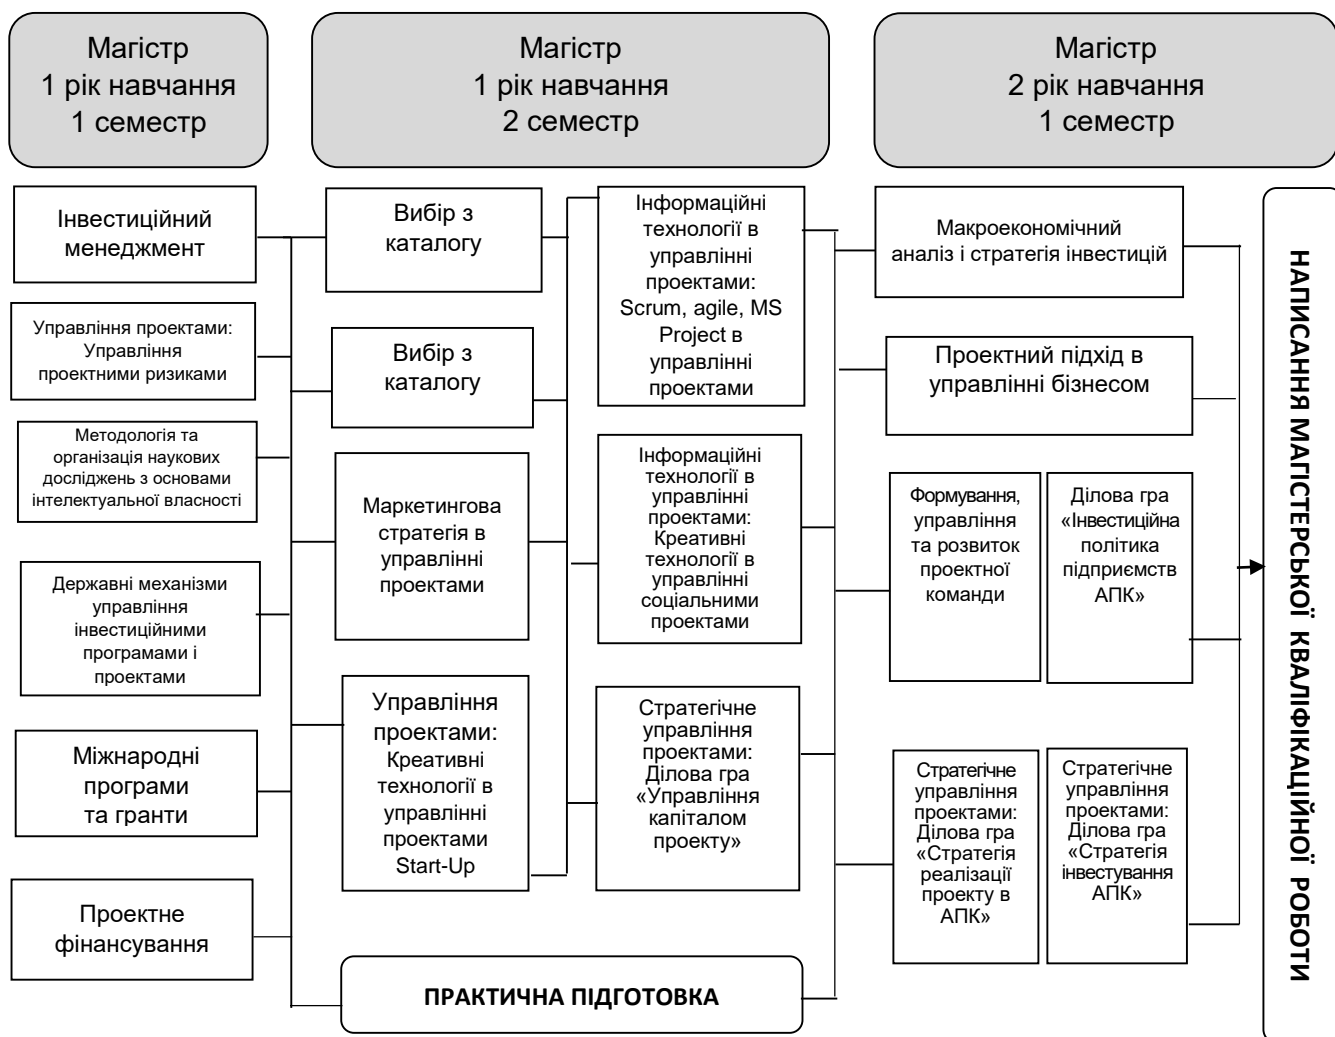 Магістр
1 рік навчання
1 семестр
Магістр
1 рік навчання
2 семестр
Магістр
2 рік навчання
1 семестр
Інвестиційний
менеджмент
Управління проектами:
Управління
проектними ризиками
Методологія та
організація наукових
досліджень з основами
інтелектуальної власності
Державні механізми
управління
інвестиційними
програмами і
проектами
Міжнародні
програми
та гранти
Проектне
фінансування
Вибір з
каталогу
Вибір з
каталогу
Маркетингова
стратегія в
управлінні
проектами
Управління
проектами:
Креативні
технології в
управлінні
проектами
Start-Up
Інформаційні
технології в
управлінні
проектами:
Scrum, agile, MS
Project в
управлінні
проектами
Інформаційні
технології в
управлінні
проектами:
Креативні
технології в
управлінні
соціальними
проектами
Стратегічне
управління
проектами:
Ділова гра
«Управління
капіталом
проекту»
ПРАКТИЧНА ПІДГОТОВКА
Макроекономічний
аналіз і стратегія інвестицій
Проектний підхід в
управлінні бізнесом
Формування,
управління
та розвиток
проектної
команди
Ділова гра
«Інвестиційна
політика
підприємств
АПК»
Стратегічне
управління
проектами:
Ділова гра
«Стратегія
реалізації
проекту в
АПК»
Стратегічне
управління
проектами:
Ділова гра
«Стратегія
інвестування
АПК»
НАПИСАННЯ МАГІСТЕРСЬКОЇ КВАЛІФІКАЦІЙНОЇ РОБОТИ